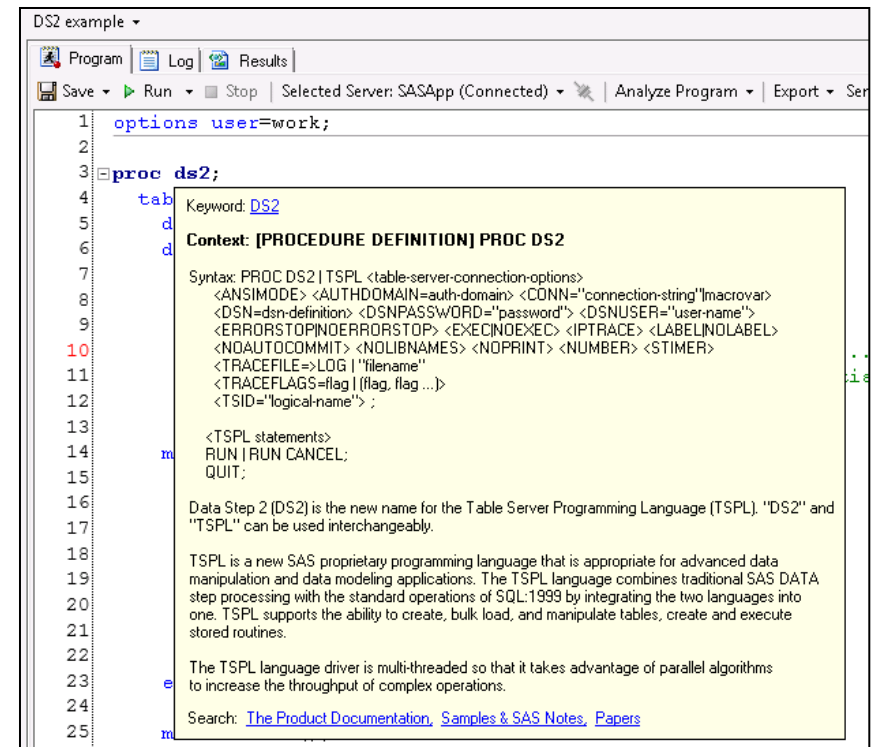 DS2 example
Program Log Results
Save Run Stop Selected Server: SASApp (Connected) Analyze Program Export Ser
1 options user=work;
2
3 proc ds2;
4 tab
5 d
6 d
7
8
9
10 ..
11 cia
12
13
14 m
15
16
17
18
19
20
21
22
23 e
24
25 m
Keyword: DS2
Context: [PROCEDURE DEFINITION] PROC DS2
Syntax: PROC DS2 | TSPL <table-server-connection-options>
<ANSIMODE> <AUTHDOMAIN=auth-domain> <CONN="connection-string"|macrovar>
<DSN=dsn-definition> <DSNPASSWORD="password"> <DSNUSER="user-name">
<ERRORSTOP|NOERRORSTOP> <EXEC|NOEXEC> <IPTRACE> <LABEL|NOLABEL>
<NOAUTOCOMMIT> <NOLIBNAMES> <NOPRINT> <NUMBER> <STIMER>
<TRACEFILE=>LOG | "filename"
<TRACEFLAGS=flag | (flag, flag ...)>
<TSID="logical-name"> ;
<TSPL statements>
RUN | RUN CANCEL;
QUIT;
Data Step 2 (DS2) is the new name for the Table Server Programming Language (TSPL). "DS2" and
"TSPL" can be used interchangeably.
TSPL is a new SAS proprietary programming language that is appropriate for advanced data
manipulation and data modeling applications. The TSPL language combines traditional SAS DATA
step processing with the standard operations of SQL:1999 by integrating the two languages into
one. TSPL supports the ability to create, bulk load, and manipulate tables, create and execute
stored routines.
The TSPL language driver is multi-threaded so that it takes advantage of parallel algorithms
to increase the throughput of complex operations.
Search: The Product Documentation, Samples & SAS Notes, Papers